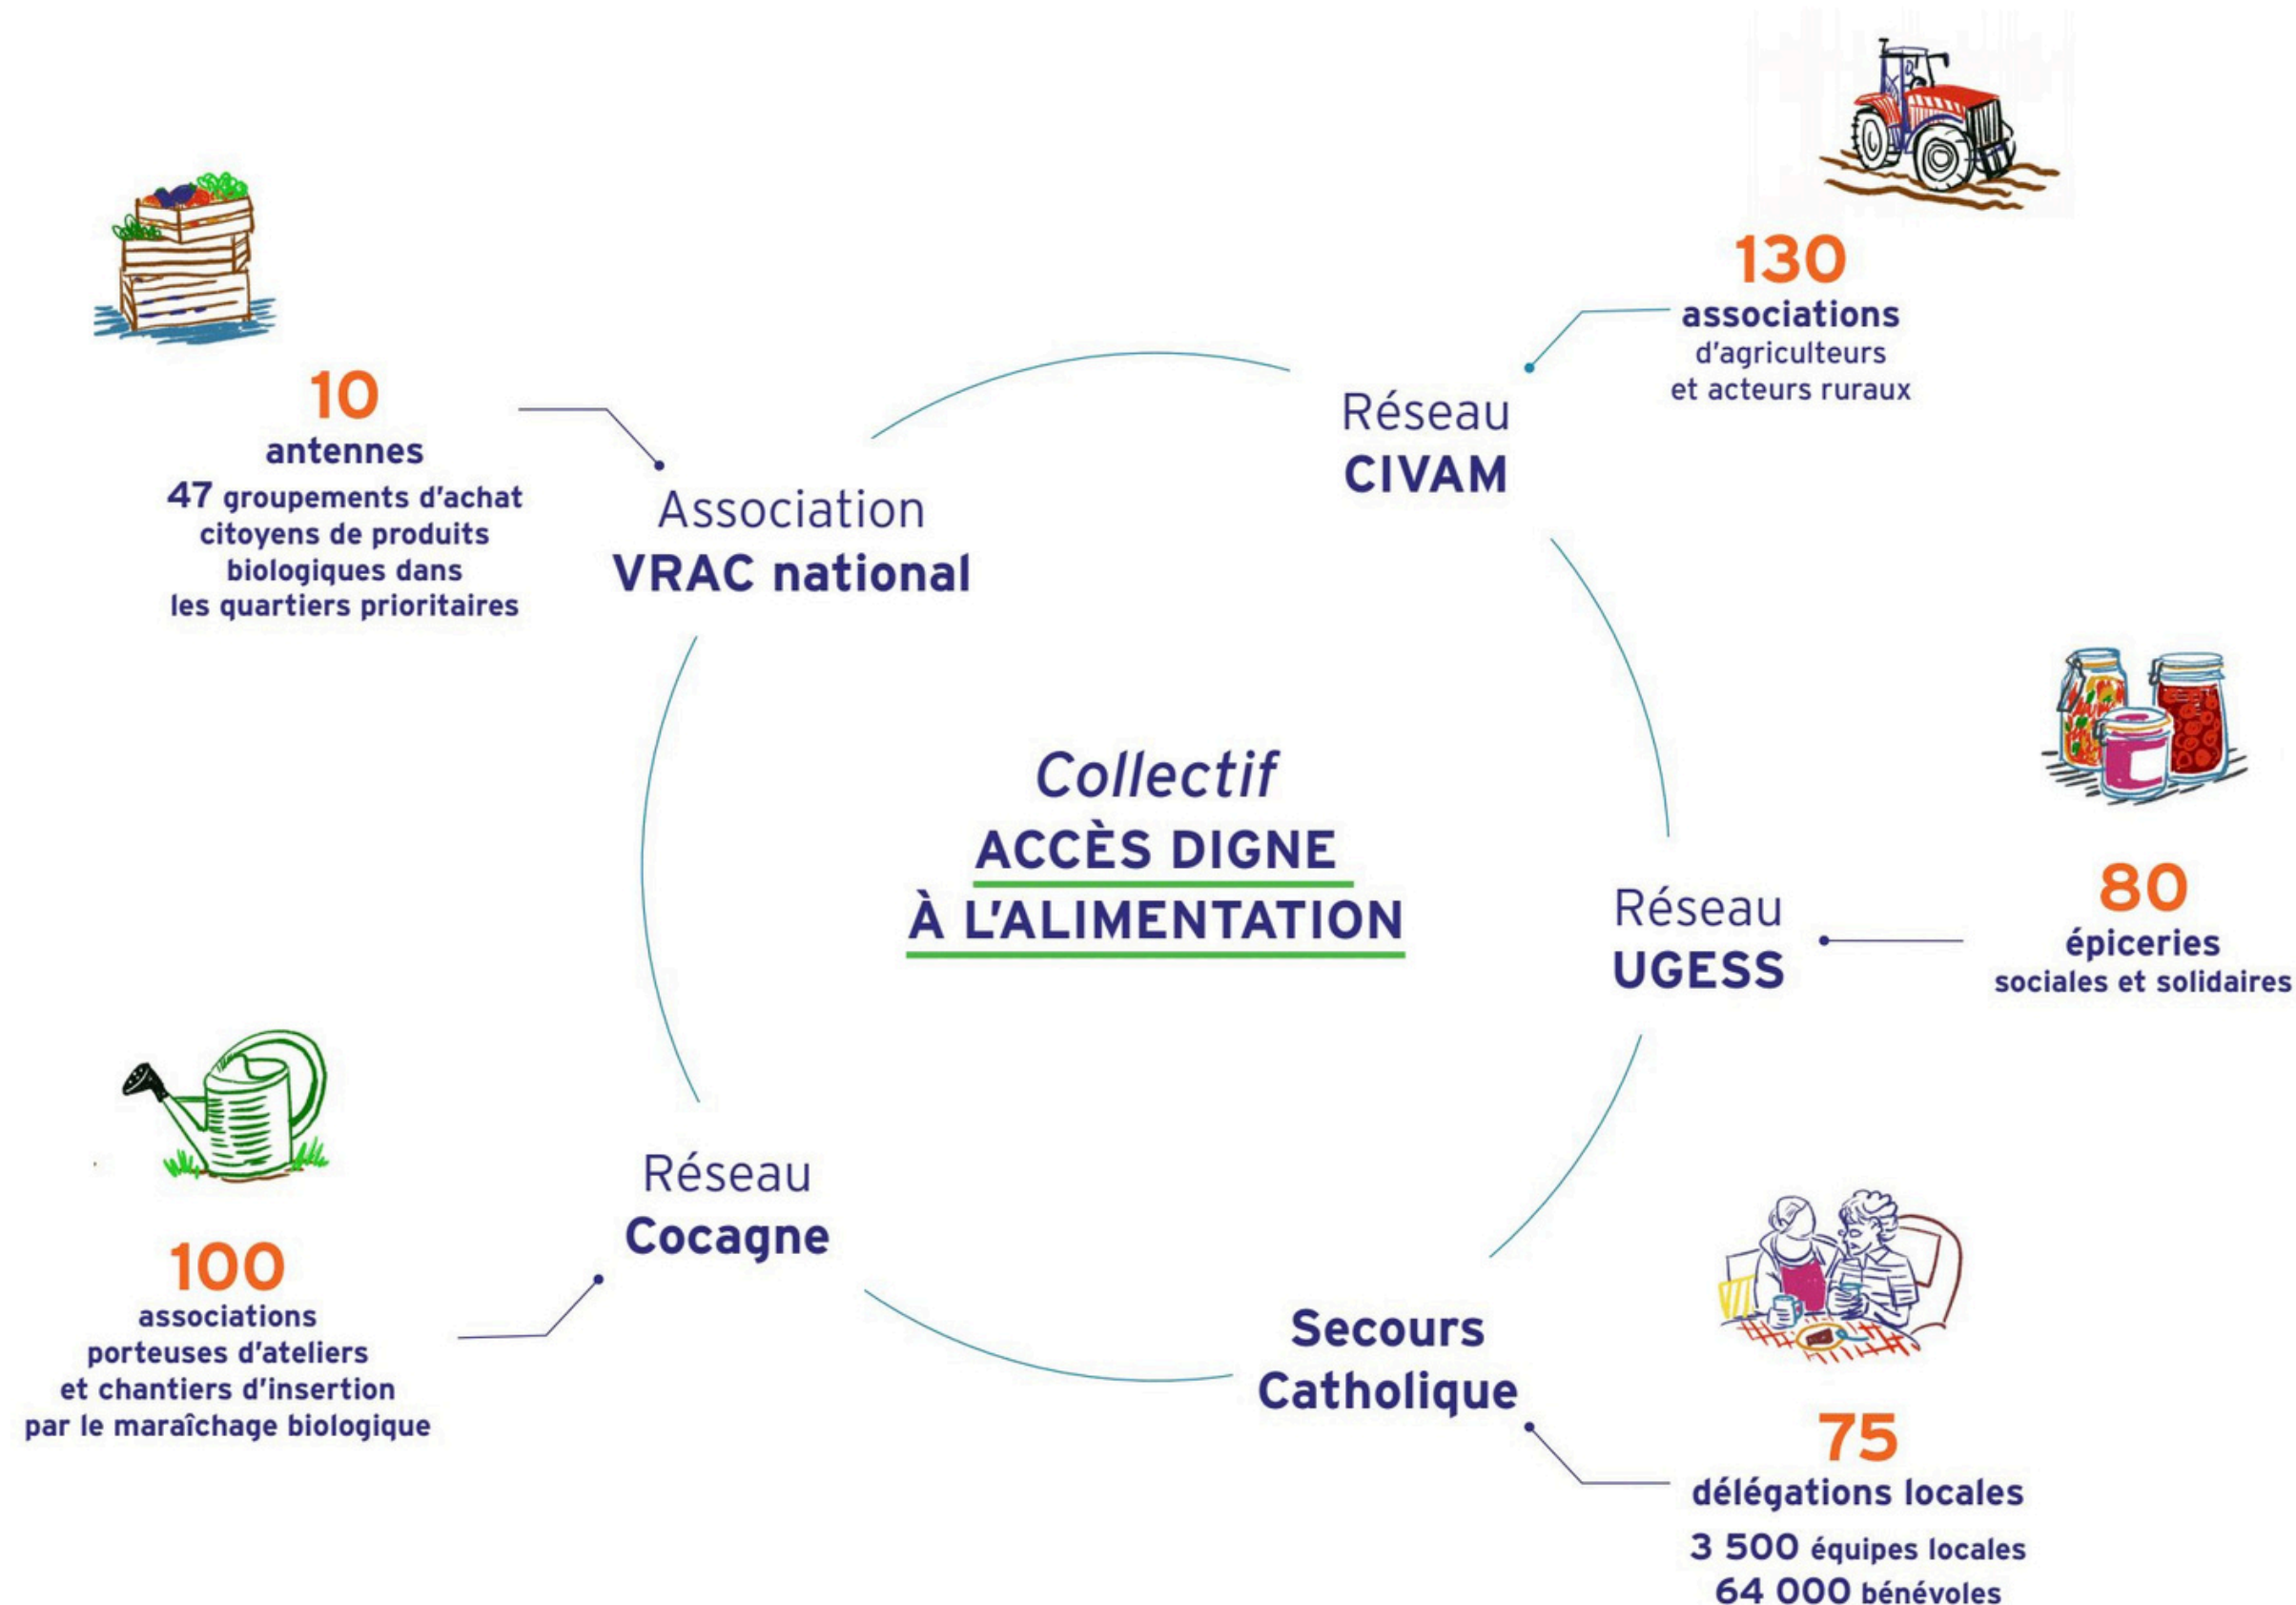 130
associations
d'agriculteurs
et acteurs ruraux
Réseau
CIVAM
10
antennes
47 groupements d'achat
citoyens de produits
biologiques dans
les quartiers prioritaires
Association
VRAC national
Collectif
ACCÈS DIGNE
À L'ALIMENTATION
Réseau
UGESS
80
épiceries
sociales et solidaires
Réseau
Cocagne
100
associations
porteuses d'ateliers
et chantiers d'insertion
par le maraîchage biologique
Secours
Catholique
75
délégations locales
3 500 équipes locales
64 000 bénévoles